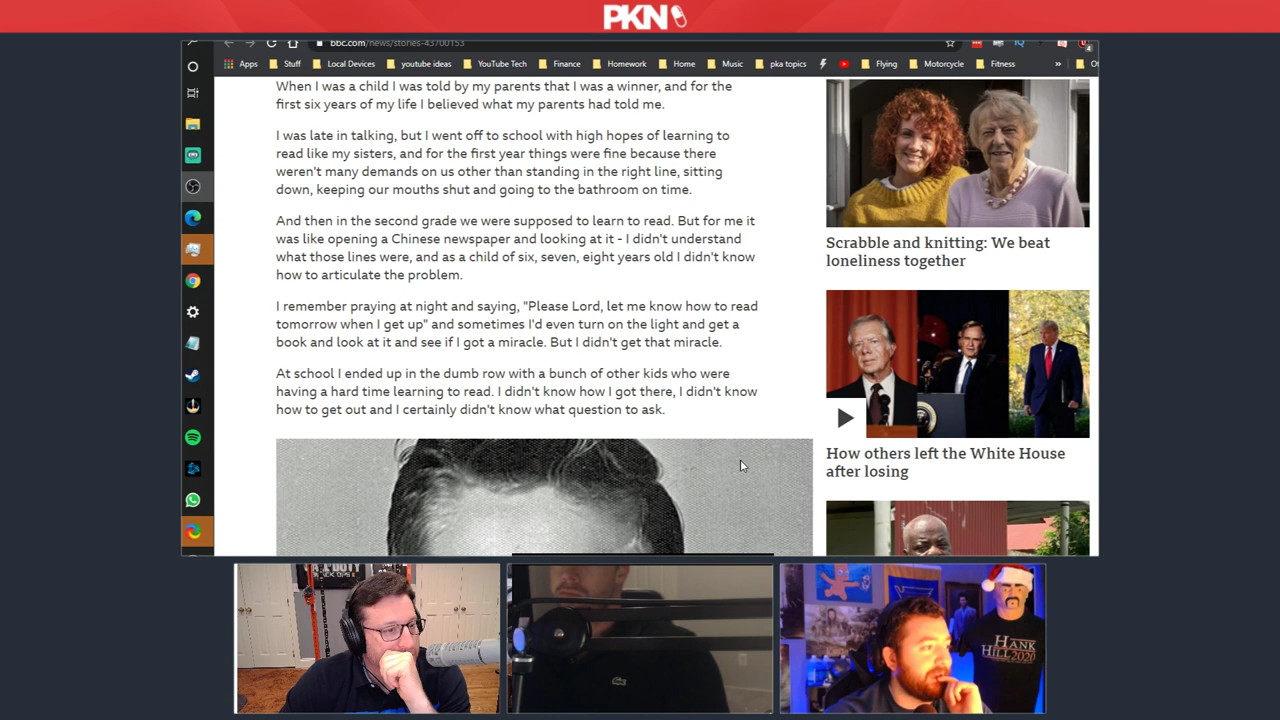 PKN
bbc.com/news/stories-43700153
Apps Stuff Local Devices youtube ideas YouTube Tech Finance Homework Home Music pka topics Flying Motorcycle Fitness »
When I was a child I was told by my parents that I was a winner, and for the
first six years of my life I believed what my parents had told me.
I was late in talking, but I went off to school with high hopes of learning to
read like my sisters, and for the first year things were fine because there
weren't many demands on us other than standing in the right line, sitting
down, keeping our mouths shut and going to the bathroom on time.
And then in the second grade we were supposed to learn to read. But for me it
was like opening a Chinese newspaper and looking at it - I didn't understand
what those lines were, and as a child of six, seven, eight years old I didn't know
how to articulate the problem.
I remember praying at night and saying, "Please Lord, let me know how to read
tomorrow when I get up" and sometimes I'd even turn on the light and get a
book and look at it and see if I got a miracle. But I didn't get that miracle.
At school I ended up in the dumb row with a bunch of other kids who were
having a hard time learning to read. I didn't know how I got there, I didn't know
how to get out and I certainly didn't know what question to ask.
Scrabble and knitting: We beat
loneliness together
How others left the White House
after losing
HANK
HILL 2020